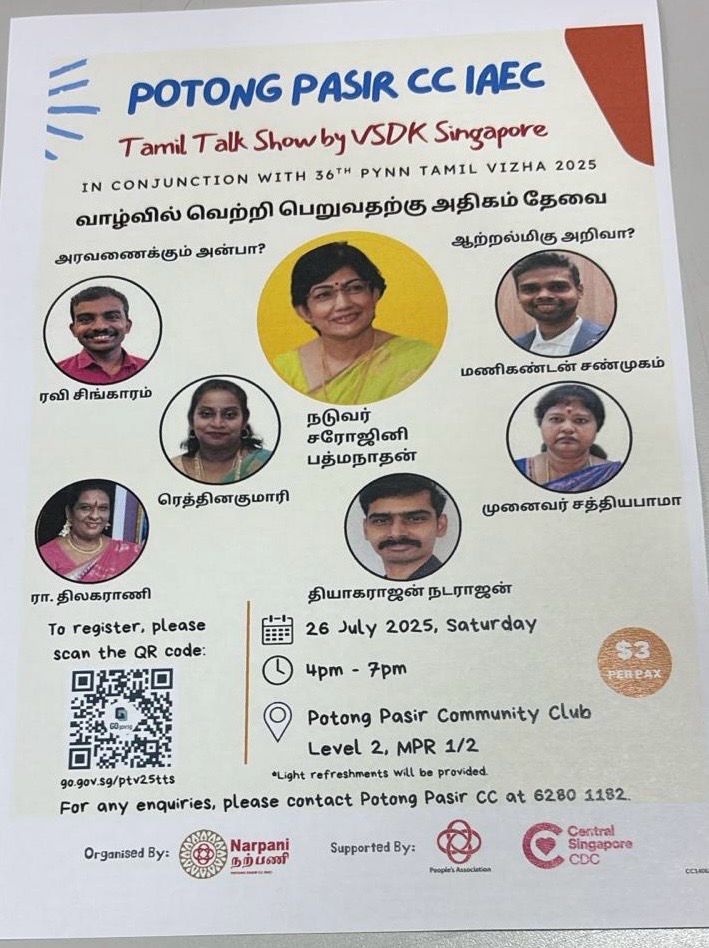 POTONG PASIR CC IAEC
Tamil Talk Show by VSDK Singapore
IN CONJUNCTION WITH 36TH PYNN TAMIL VIZHA 2025
வாழ்வில் வெற்றி பெறுவதற்கு அதிகம் தேவை
அரவணைக்கும் அன்பா?
ஆற்றல்மிகு அறிவா?
ரவி சிங்காரம்
மணிகண்டன் சண்முகம்
நடுவர்
சரோஜினி
பத்மநாதன்
ரெத்தினகுமாரி
முனைவர் சத்தியபாமா
ரா. திலகராணி
தியாகராஜன் நடராஜன்
To register, please
scan the QR code:
GOgovsg
go.gov.sg/ptv25tts
26 July 2025, Saturday
4pm - 7pm
$3
PER PAX
Potong Pasir Community Club
Level 2, MPR 1/2
*Light refreshments will be provided.
For any enquiries, please contact Potong Pasir CC at 6280 1182.
Organised By:
Narpani
நற்பணி
POTONG PASIR CC IAEC
Supported By:
People's Association
Central
Singapore
CDC